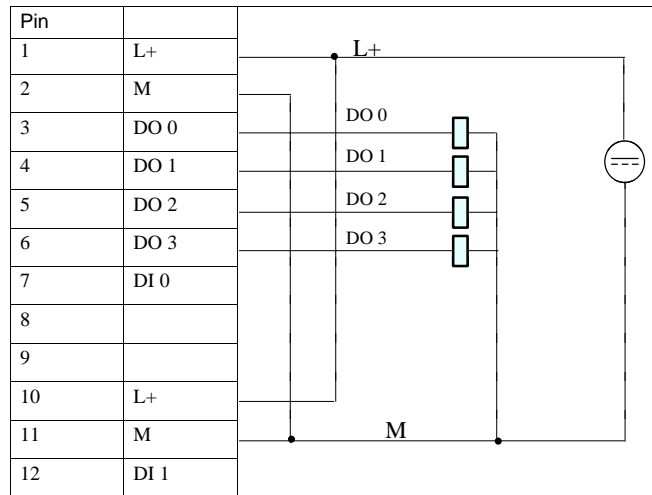 Pin
1 L+ L+
2 M
DO 0
3 DO 0
DO 1
4 DO 1
DO 2
5 DO 2
DO 3
6 DO 3
7 DI 0
8
9
10 L+
11 M M
12 DI 1